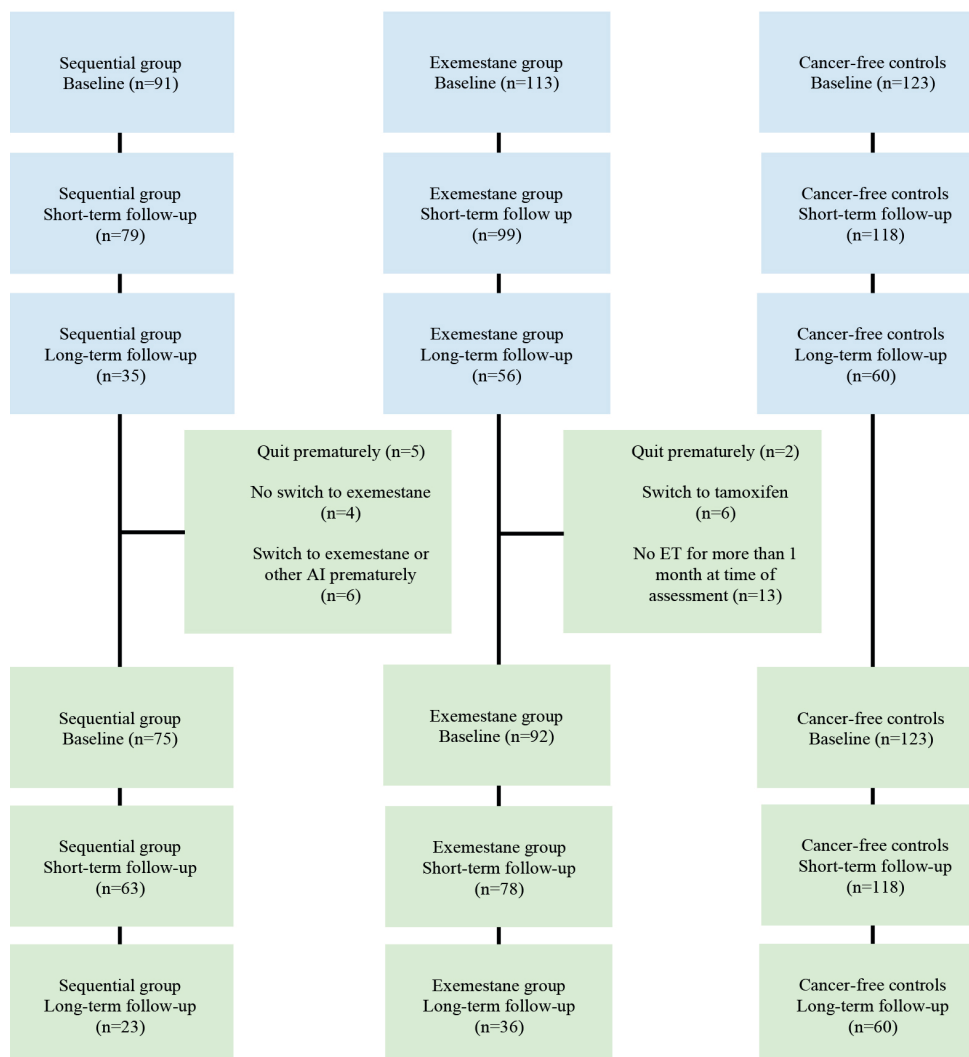 Sequential group
Baseline (n=91)
Exemestane group
Baseline (n=113)
Cancer-free controls
Baseline (n=123)
Sequential group
Short-term follow-up
(n=79)
Exemestane group
Short-term follow up
(n=99)
Cancer-free controls
Short-term follow-up
(n=118)
Sequential group
Long-term follow-up
(n=35)
Exemestane group
Long-term follow-up
(n=56)
Cancer-free controls
Long-term follow-up
(n=60)
Quit prematurely (n=5)
No switch to exemestane
(n=4)
Switch to exemestane or
other AI prematurely
(n=6)
Quit prematurely (n=2)
Switch to tamoxifen
(n=6)
No ET for more than 1
month at time of
assessment (n=13)
Sequential group
Baseline (n=75)
Exemestane group
Baseline (n=92)
Cancer-free controls
Baseline (n=123)
Sequential group
Short-term follow-up
(n=63)
Exemestane group
Short-term follow-up
(n=78)
Cancer-free controls
Short-term follow-up
(n=118)
Sequential group
Long-term follow-up
(n=23)
Exemestane group
Long-term follow-up
(n=36)
Cancer-free controls
Long-term follow-up
(n=60)